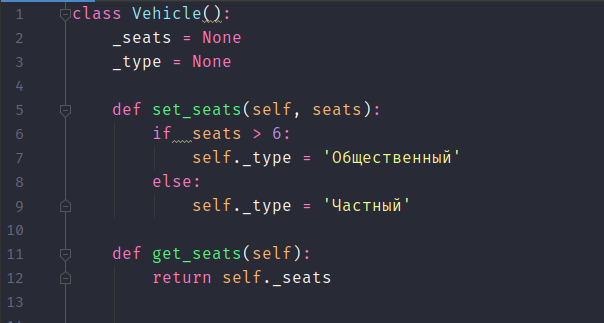 1 class Vehicle():
2     _seats = None
3     _type = None
4
5     def set_seats(self, seats):
6         if  seats > 6:
7             self._type = 'Общественный'
8         else:
9             self._type = 'Частный'
10
11     def get_seats(self):
12         return self._seats
13